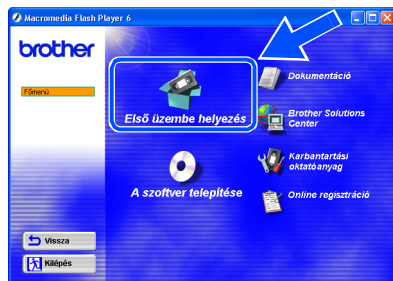 Macromedia Flash Player 6
brother
Főmenü
Első üzembe helyezés
A szoftver telepítése
Dokumentáció
Brother Solutions
Center
Karbantartási
oktatóanyag
Online regisztráció
Vissza
Kilépés